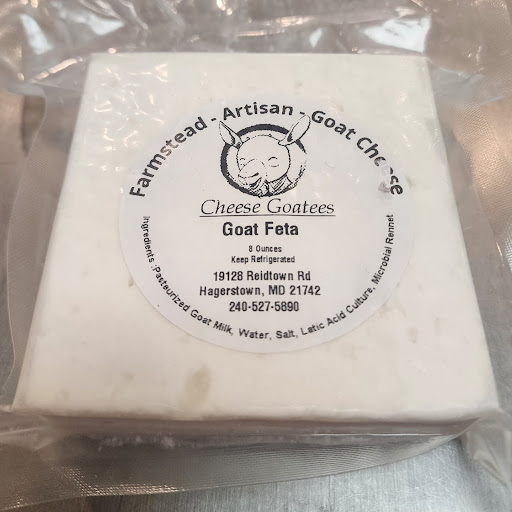 Farmstead - Artisan - Goat Cheese
Cheese Goatees
Goat Feta
8 Ounces
Keep Refrigerated
19128 Reidtown Rd
Hagerstown, MD 21742
240-527-5890
Ingredients :Pasteurized Goat Milk, Water, Salt, Latic Acid Culture, Microbial Rennet